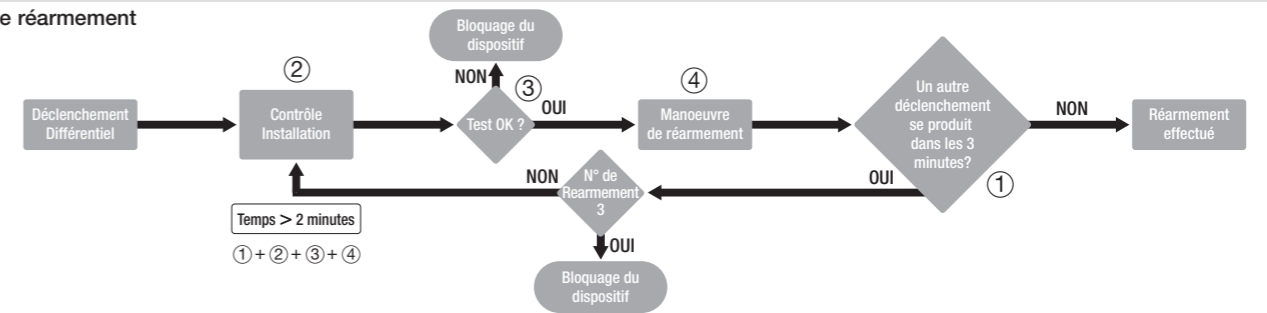 e réarmement
Bloquage du
dispositif
②
NON
③
④
Un autre
déclenchement
se produit
dans les 3
minutes?
Déclenchement
Différentiel
Contrôle
Installation
Test OK ?
OUI
Manoeuvre
de réarmement
NON
Réarmement
effectué
NON
N° de
Rearmement
3
OUI
①
Temps > 2 minutes
①+②+③+④
OUI
Bloquage du
dispositif